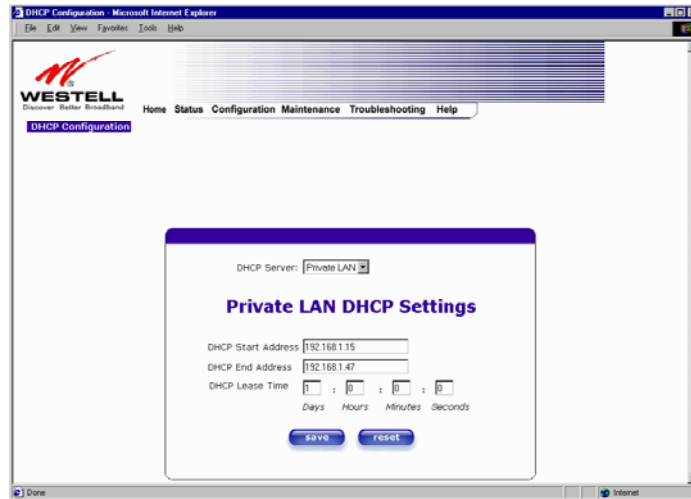 DHCP Configuration - Microsoft Internet Explorer
File Edit View Favorites Tools Help
WESTELL
Discover Better Broadband
Home Status Configuration Maintenance Troubleshooting Help
DHCP Configuration
DHCP Server: Private LAN
Private LAN DHCP Settings
DHCP Start Address 192.168.1.15
DHCP End Address 192.168.1.47
DHCP Lease Time 1 : 0 : 0 : 0
Days Hours Minutes Seconds
save reset
Done Internet